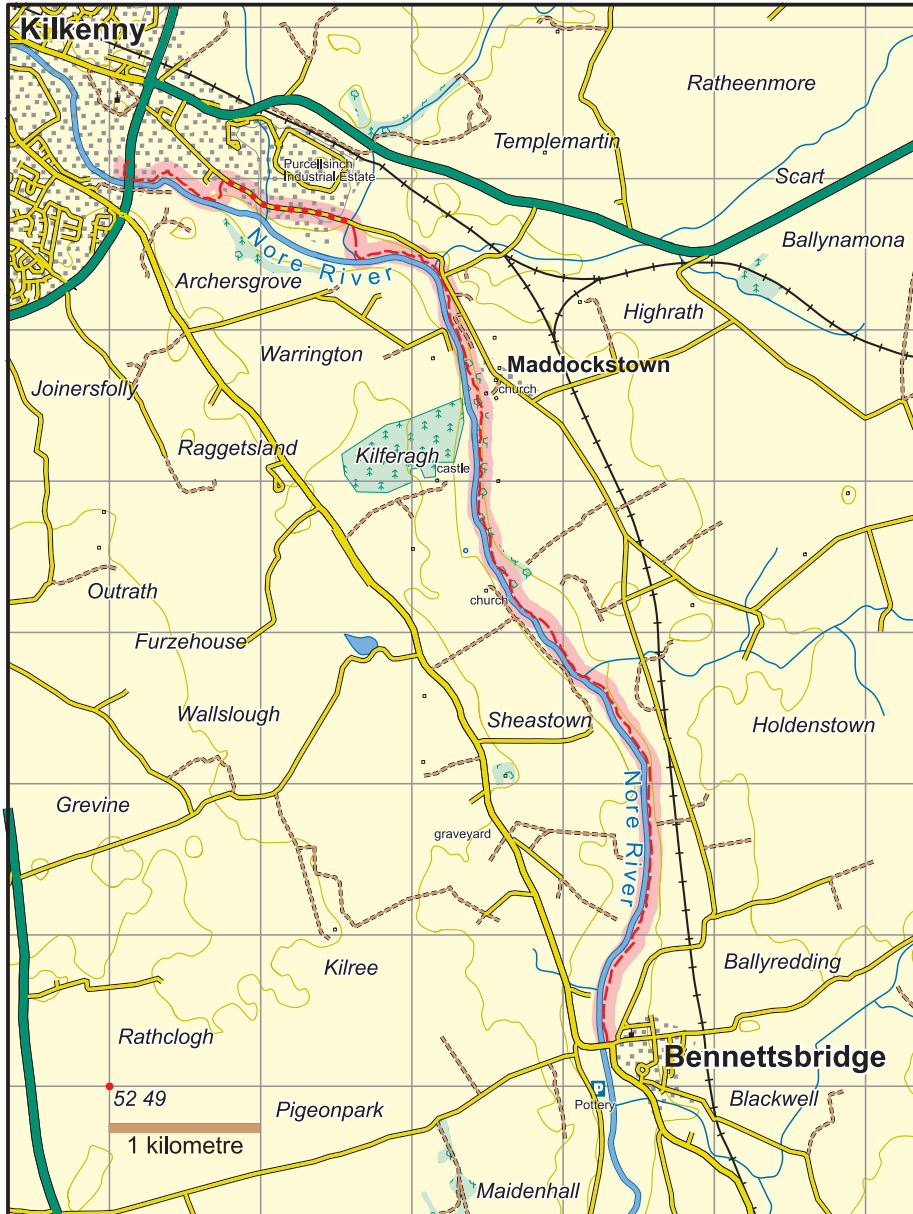 Kilkenny
Ratheenmore
Templemartin
Purcellsinch
Industrial Estate
Scart
Nore River
Ballynamona
Archersgrove
Highrath
Warrington
Maddockstown
church
Joinersfolly
Raggetsland
Kilferagh
castle
Outrath
church
Furzehouse
Wallslough
Sheastown
Holdenstown
Grevine
Nore River
graveyard
Kilree
Ballyredding
Rathclogh
Bennettsbridge
52 49
Pigeonpark
P
Pottery
Blackwell
1 kilometre
Maidenhall